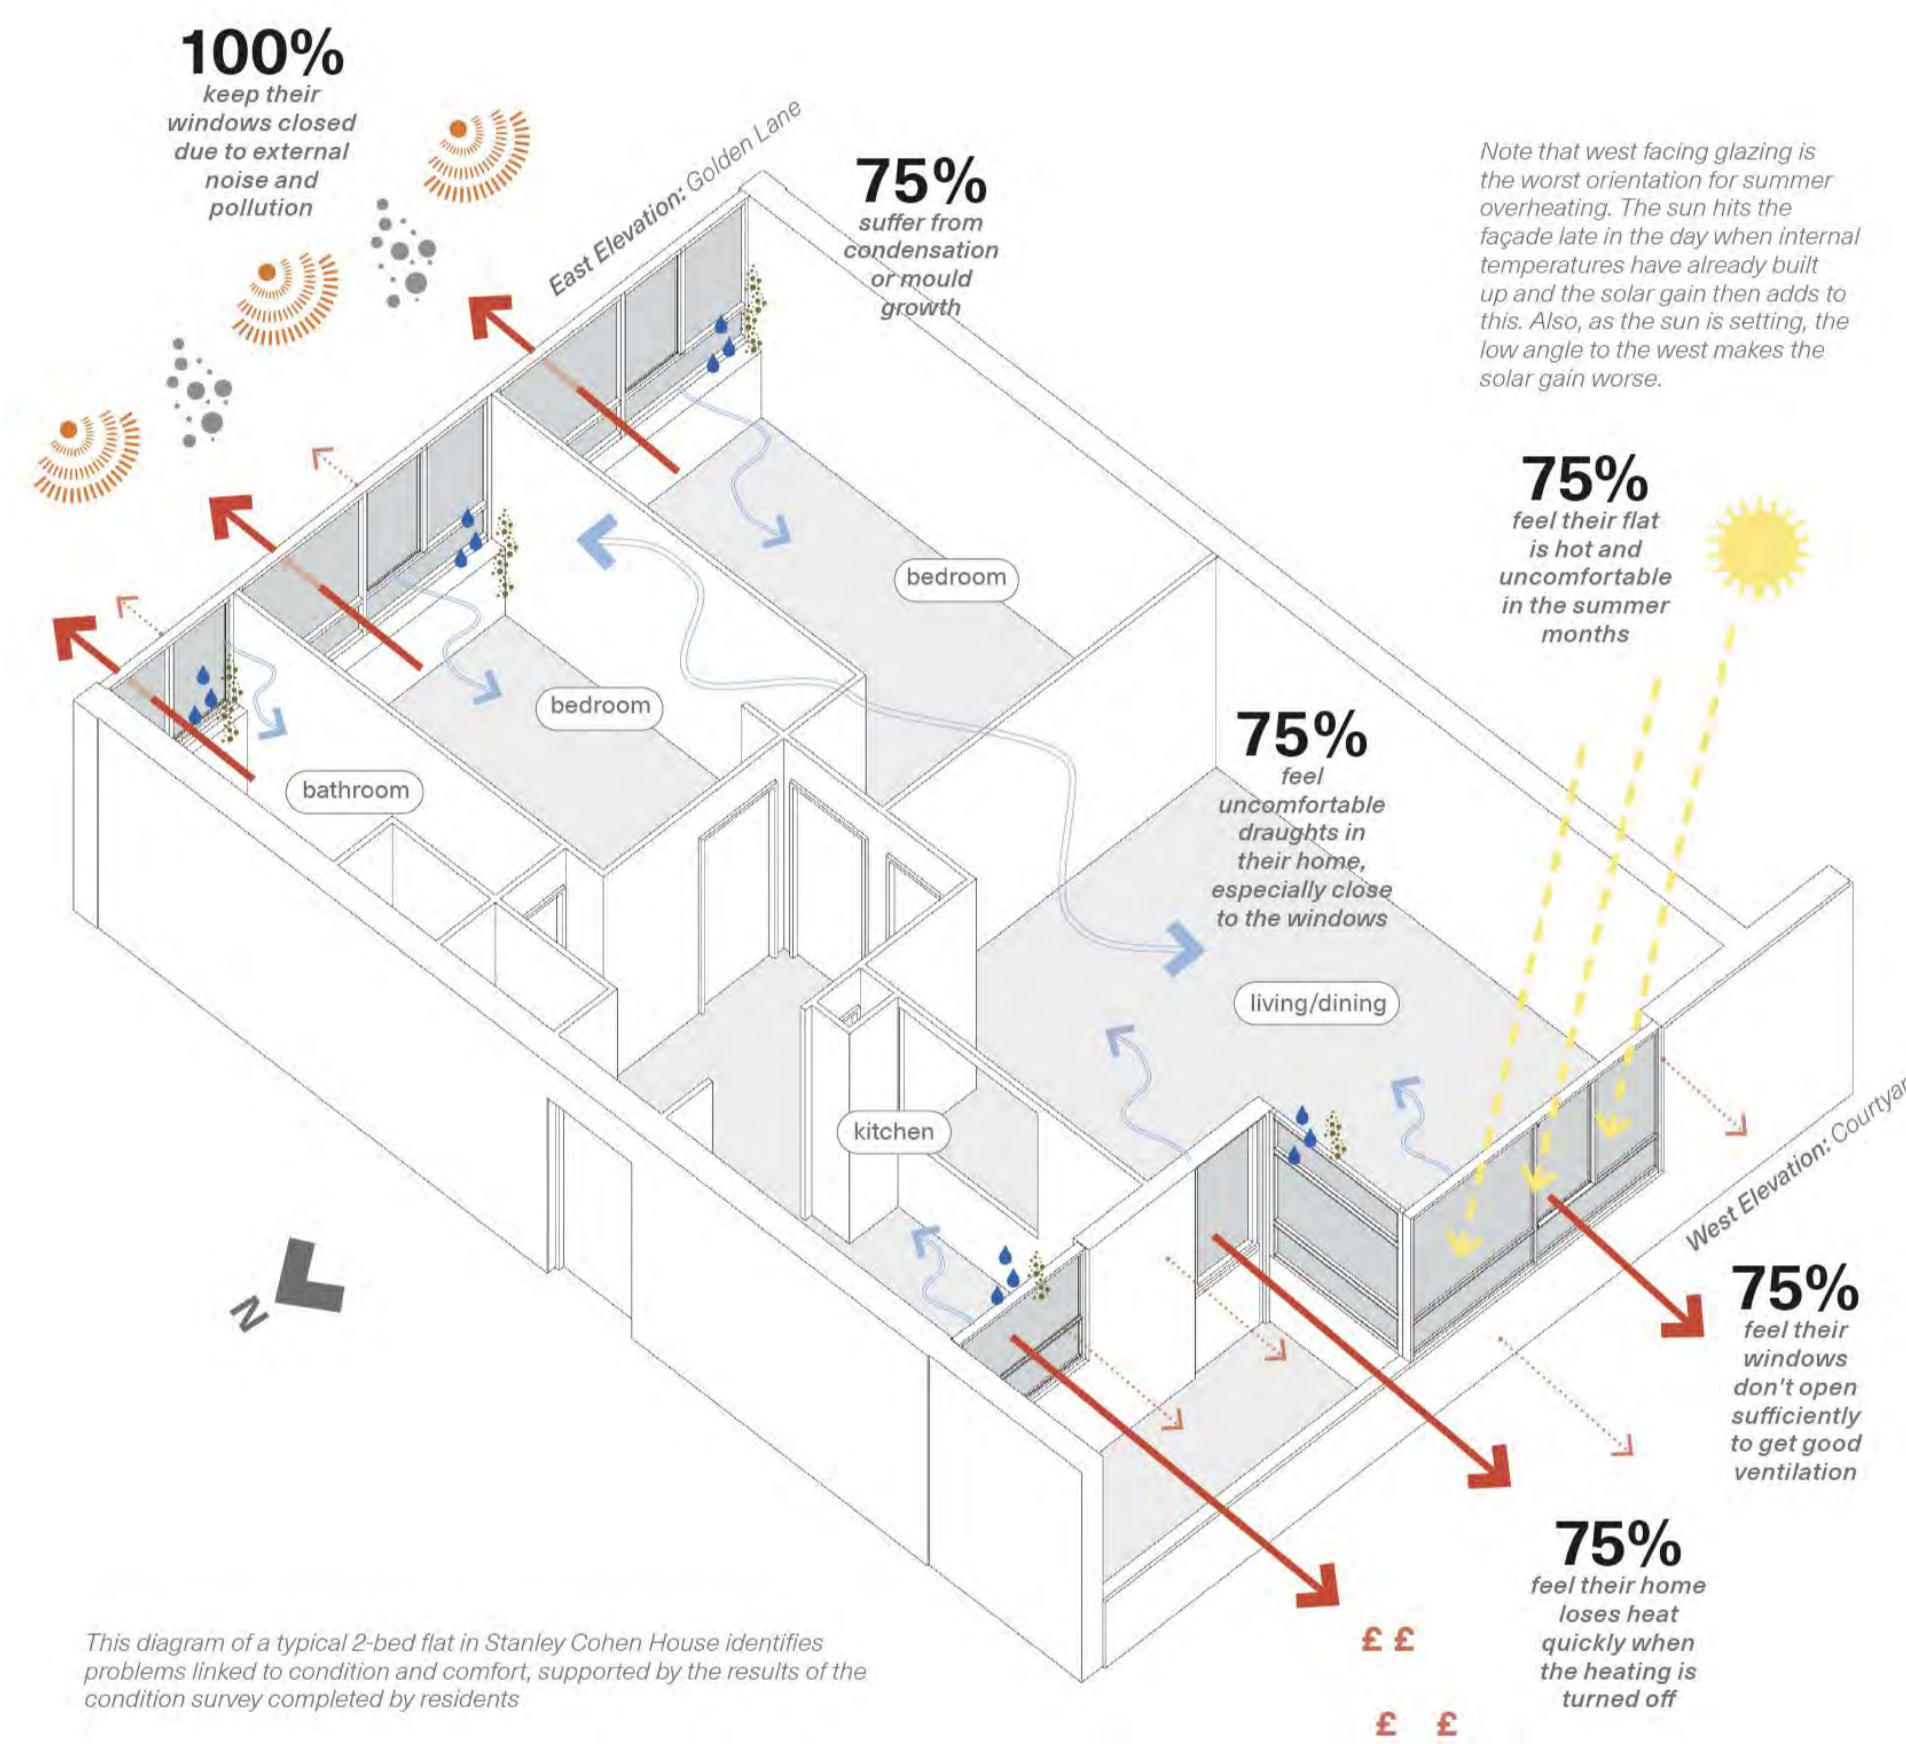 100%
keep their
windows closed
due to external
noise and
pollution
East Elevation: Golden Lane
75%
suffer from
condensation
or mould
growth
Note that west facing glazing is
the worst orientation for summer
overheating. The sun hits the
façade late in the day when internal
temperatures have already built
up and the solar gain then adds to
this. Also, as the sun is setting, the
low angle to the west makes the
solar gain worse.
75%
feel their flat
is hot and
uncomfortable
in the summer
months
bedroom
bedroom
bathroom
75%
feel
uncomfortable
draughts in
their home,
especially close
to the windows
living/dining
kitchen
West Elevation: Courtyar
N
75%
feel their
windows
don't open
sufficiently
to get good
ventilation
75%
feel their home
loses heat
quickly when
the heating is
turned off
£ £
£ £
This diagram of a typical 2-bed flat in Stanley Cohen House identifies
problems linked to condition and comfort, supported by the results of the
condition survey completed by residents